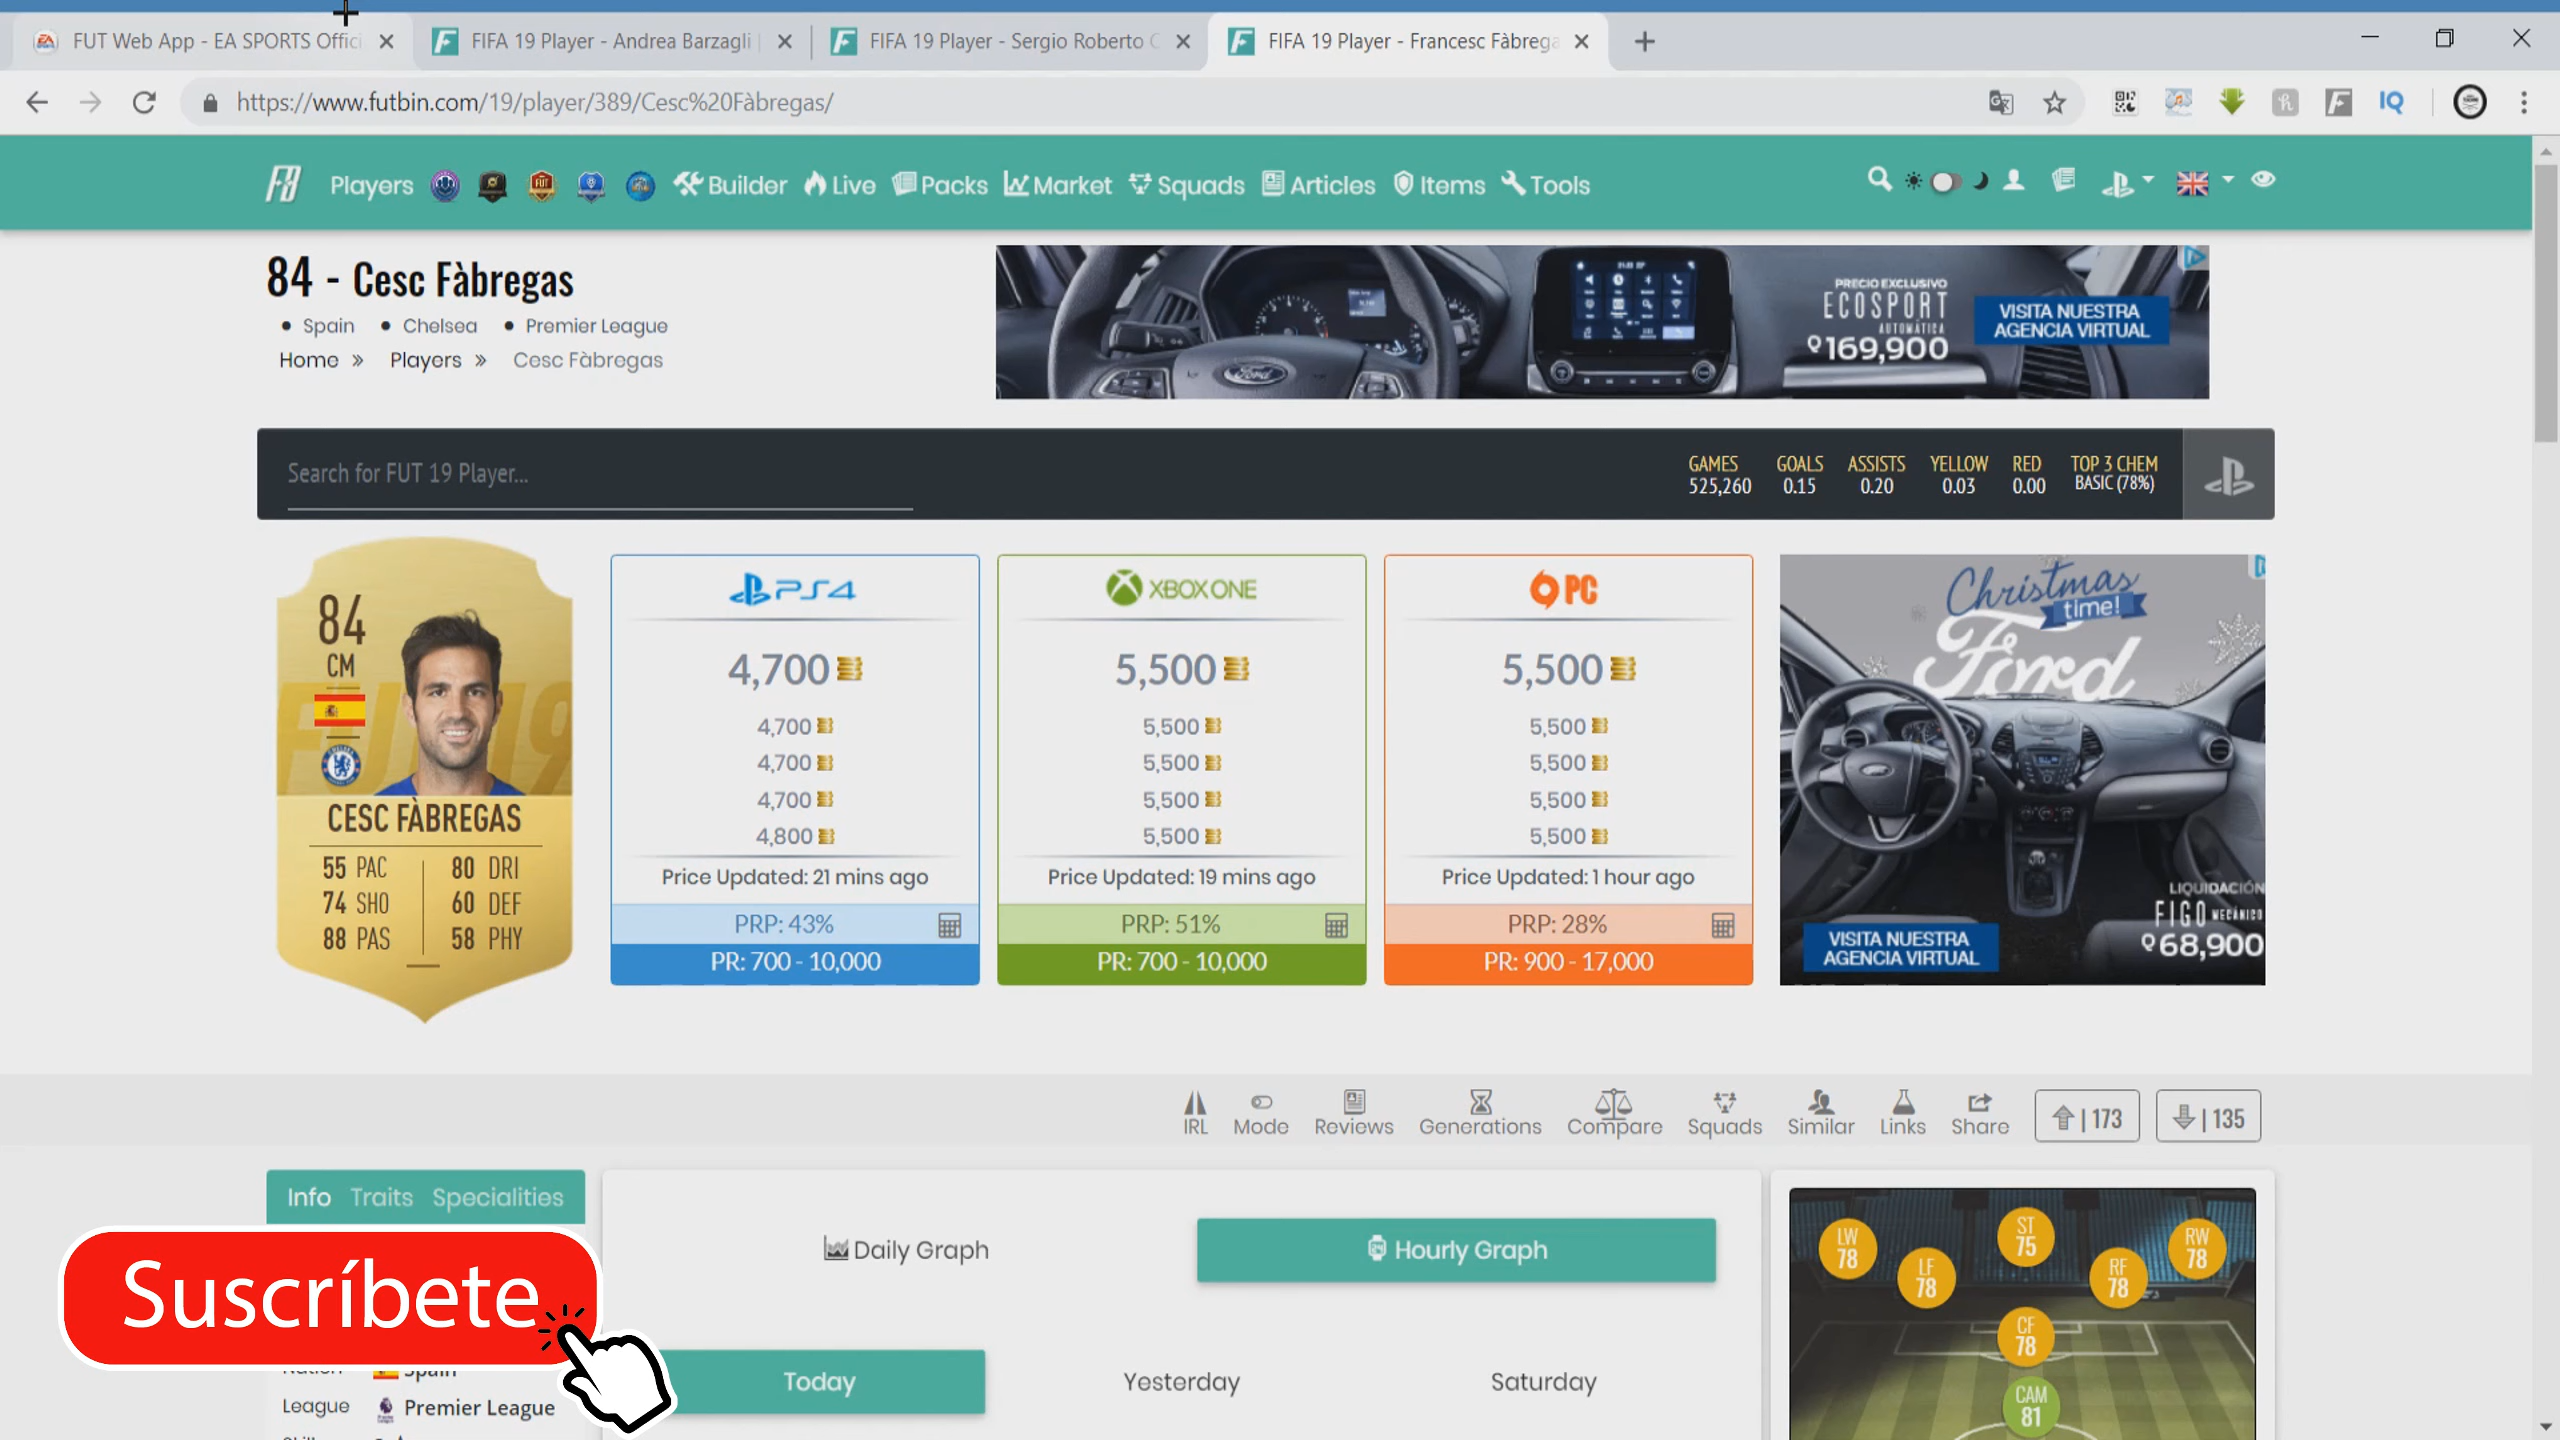 FUT Web App - EA SPORTS Offici
FIFA 19 Player - Andrea Barzagli |
FIFA 19 Player - Sergio Roberto C
FIFA 19 Player - Francesc Fàbrega
https://www.futbin.com/19/player/389/Cesc%20Fàbregas/
IQ
Players
Builder
Live
Packs
Market
Squads
Articles
Items
Tools
84 - Cesc Fàbregas
• Spain • Chelsea • Premier League
Home » Players » Cesc Fàbregas
PRECIO EXCLUSIVO
ECOSPORT
AUTOMÁTICA
Q169,900
VISITA NUESTRA
AGENCIA VIRTUAL
Ford
Search for FUT 19 Player...
GAMES GOALS ASSISTS YELLOW RED TOP 3 CHEM
525,260 0.15 0.20 0.03 0.00 BASIC (78%)
84
CM
FUT 19
CESC FÀBREGAS
55 PAC 80 DRI
74 SHO 60 DEF
88 PAS 58 PHY
PS4
4,700
4,700
4,700
4,700
4,800
Price Updated: 21 mins ago
PRP: 43%
PR: 700 - 10,000
XBOX ONE
5,500
5,500
5,500
5,500
5,500
Price Updated: 19 mins ago
PRP: 51%
PR: 700 - 10,000
PC
5,500
5,500
5,500
5,500
5,500
Price Updated: 1 hour ago
PRP: 28%
PR: 900 - 17,000
Christmas
time!
Ford
LIQUIDACIÓN
FIGO MECÁNICO
Q68,900
VISITA NUESTRA
AGENCIA VIRTUAL
IRL
Mode
Reviews
Generations
Compare
Squads
Similar
Links
Share
| 173
| 135
Info Traits Specialities
Daily Graph
Hourly Graph
Today
Yesterday
Saturday
Suscríbete
Spain
League Premier League
LW
78
ST
75
RW
78
LF
78
RF
78
CF
78
CAM
81